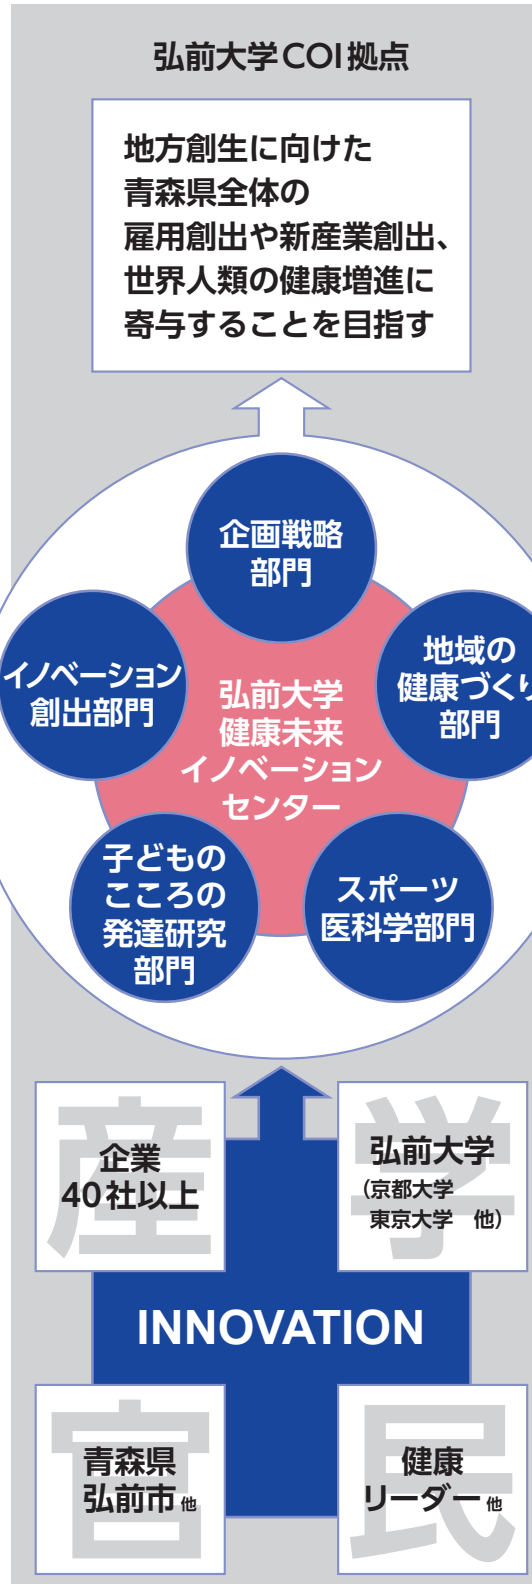 弘前大学COI拠点
地方創生に向けた
青森県全体の
雇用創出や新産業創出、
世界人類の健康増進に
寄与することを目指す
企画戦略
部門
イノベーション
創出部門
地域の
健康づくり
部門
弘前大学
健康未来
イノベーション
センター
子どもの
こころの
発達研究
部門
スポーツ
医科学部門
産
企業
40社以上
学
弘前大学
(京都大学
東京大学 他)
INNOVATION
官
青森県
弘前市 他
民
健康
リーダー 他